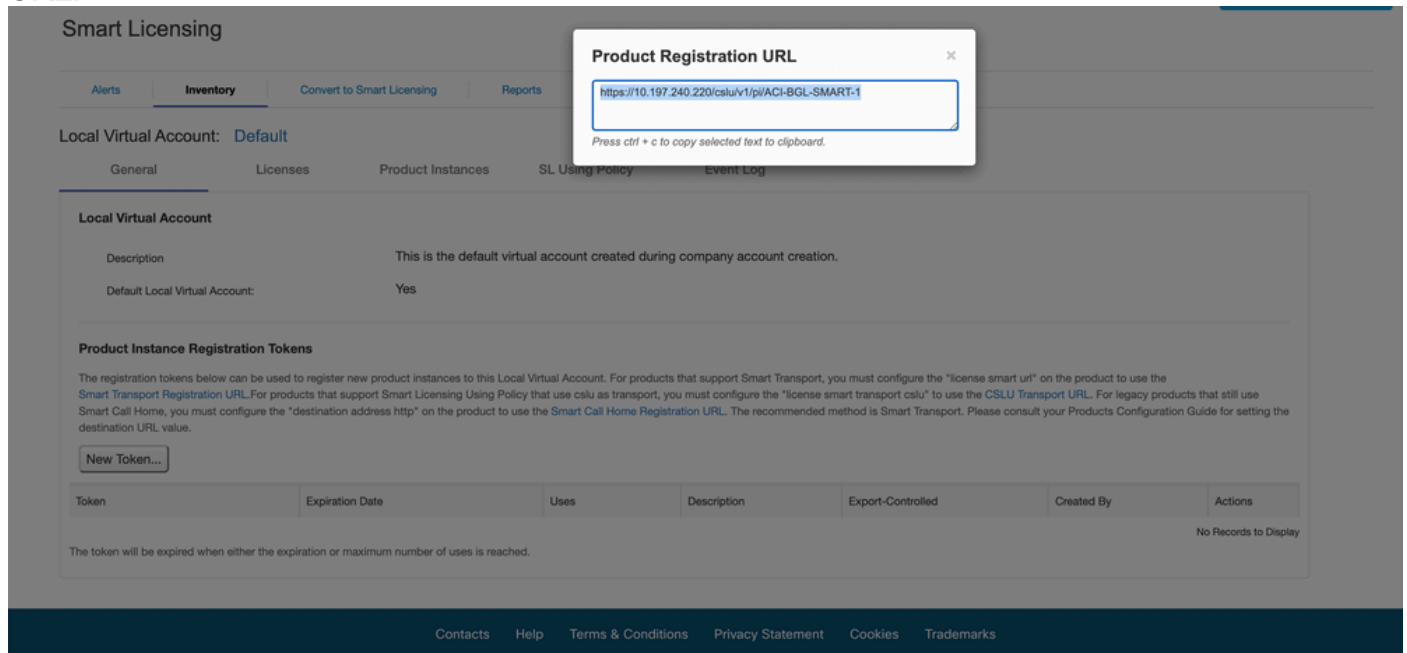 Smart Licensing
Product Registration URL
https://10.197.240.220/cslu/v1/pi/ACI-BGL-SMART-1
Press ctrl + c to copy selected text to clipboard.
Alerts Inventory Convert to Smart Licensing Reports
Local Virtual Account: Default
General Licenses Product Instances SL Using Policy Event Log
Local Virtual Account
Description This is the default virtual account created during company account creation.
Default Local Virtual Account: Yes
Product Instance Registration Tokens
The registration tokens below can be used to register new product instances to this Local Virtual Account. For products that support Smart Transport, you must configure the "license smart url" on the product to use the
Smart Transport Registration URL.For products that support Smart Licensing Using Policy that use cslu as transport, you must configure the "license smart transport cslu" to use the CSLU Transport URL. For legacy products that still use
Smart Call Home, you must configure the "destination address http" on the product to use the Smart Call Home Registration URL. The recommended method is Smart Transport. Please consult your Products Configuration Guide for setting the
destination URL value.
New Token...
Token Expiration Date Uses Description Export-Controlled Created By Actions
No Records to Display
The token will be expired when either the expiration or maximum number of uses is reached.
Contacts Help Terms & Conditions Privacy Statement Cookies Trademarks